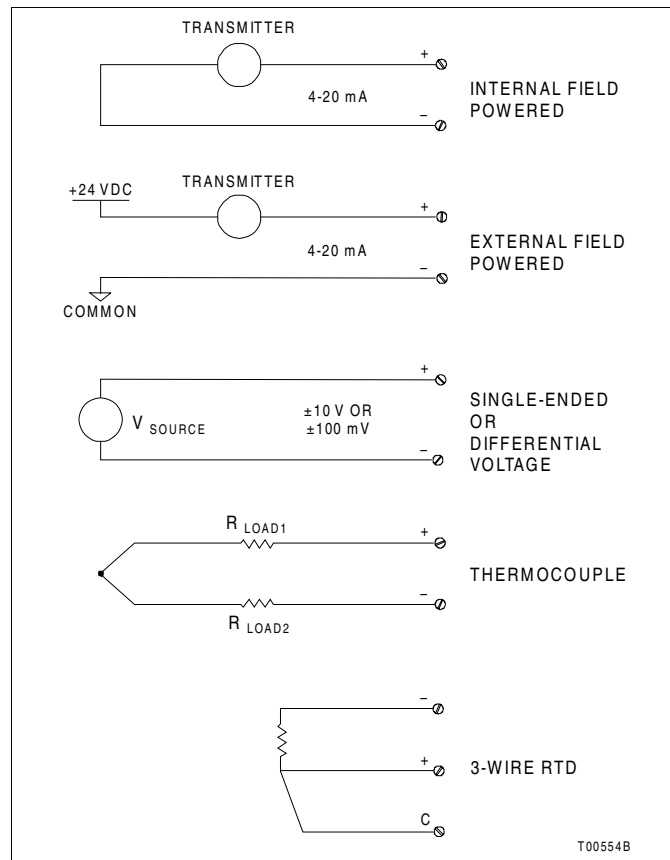 TRANSMITTER
+
4-20 mA
–
INTERNAL FIELD
POWERED
+24 VDC
TRANSMITTER
+
4-20 mA
–
EXTERNAL FIELD
POWERED
COMMON
+
V SOURCE
±10 V OR
±100 mV
–
SINGLE-ENDED
OR
DIFFERENTIAL
VOLTAGE
R LOAD1
+
–
R LOAD2
THERMOCOUPLE
–
+
3-WIRE RTD
C
T00554B